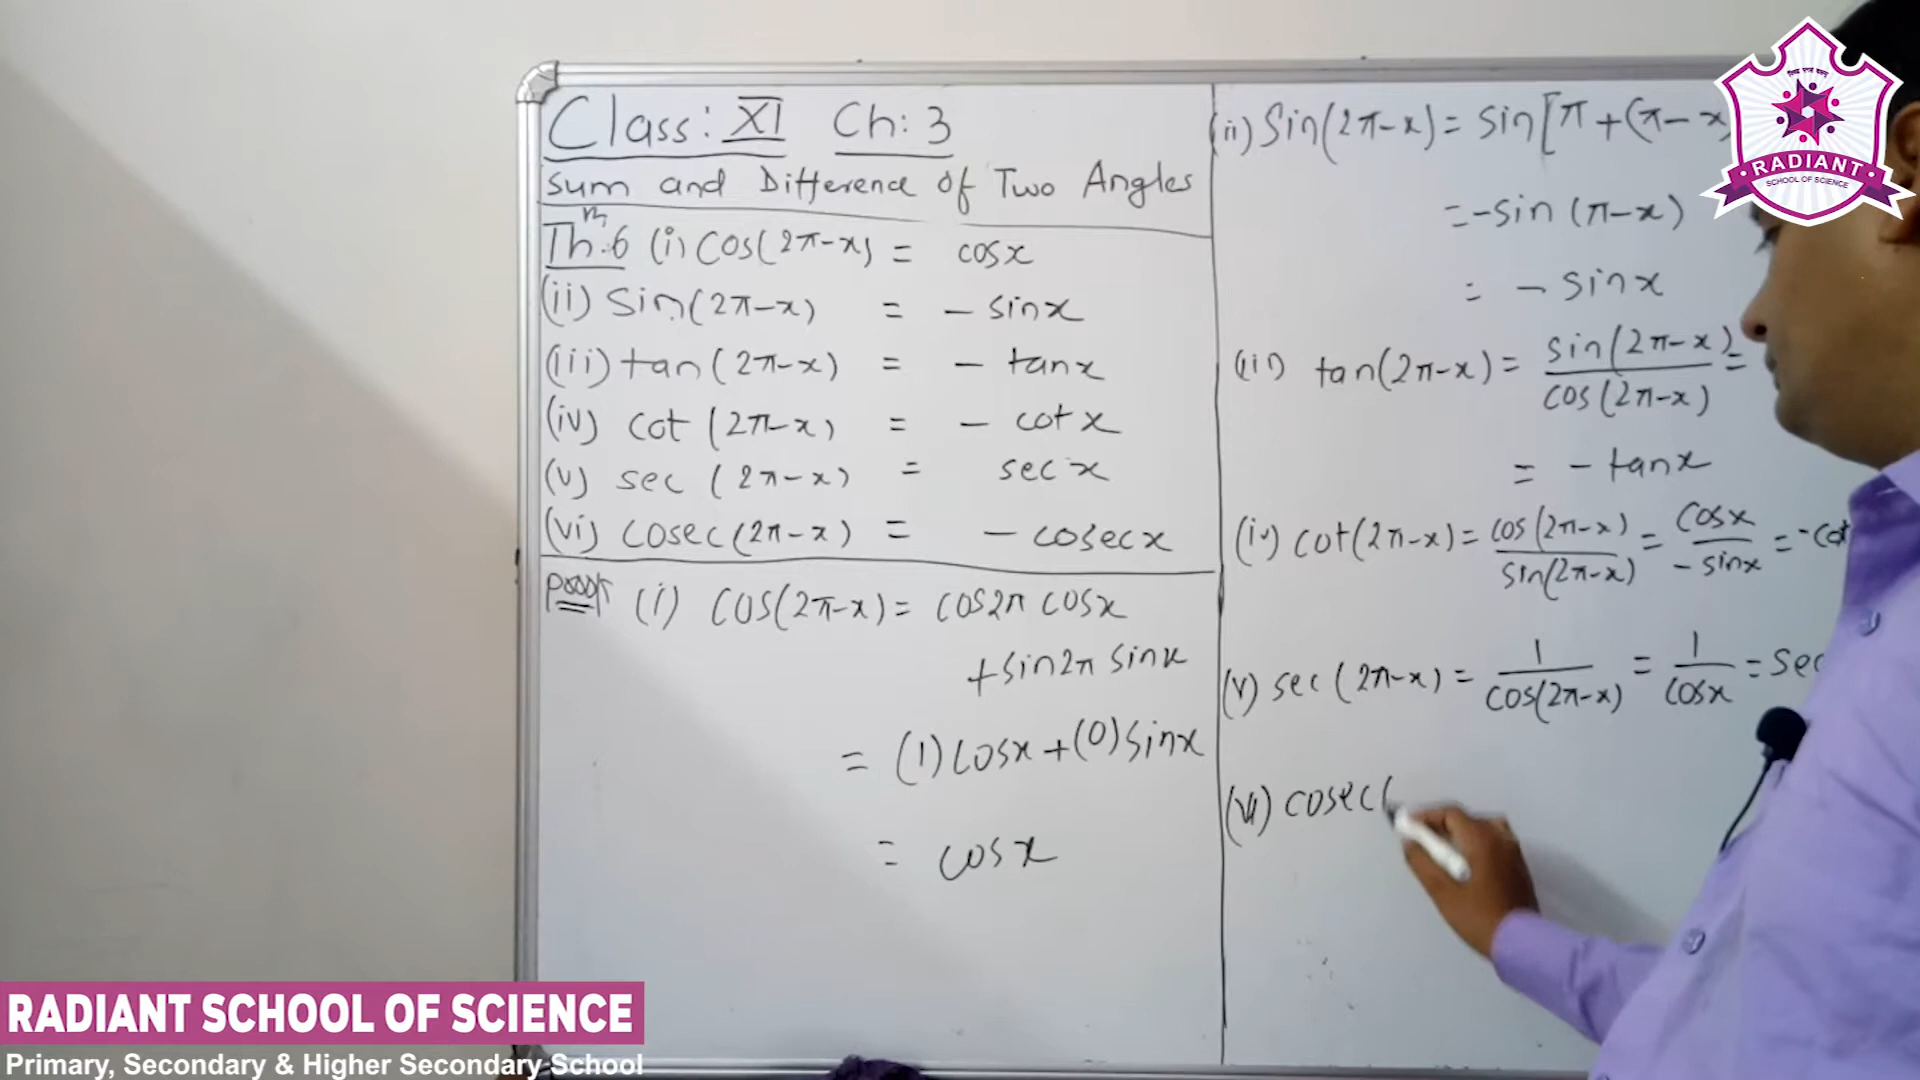 Class: XI Ch: 3
Sum and Difference of Two Angles
Thm.6 (i) Cos(2π-x) = cosx
(ii) Sin(2π-x) = - sinx
(iii) tan(2π-x) = - tanx
(iv) cot(2π-x) = - cotx
(v) sec(2π-x) = secx
(vi) cosec(2π-x) = - cosecx
Proof (i) cos(2π-x) = cos2π cosx
+ sin2π sinx
= (1) cosx + (0) sinx
= cosx
(ii) Sin(2π-x) = sin[π+(π-x)
= -sin(π-x)
= - sinx
(iii) tan(2π-x) = sin(2π-x)/cos(2π-x) =
= - tanx
(iv) cot(2π-x) = cos(2π-x)/sin(2π-x) = cosx/-sinx = -cot
(v) sec(2π-x) = 1/cos(2π-x) = 1/cosx = sec
(vi) cosec(
RADIANT
SCHOOL OF SCIENCE
RADIANT SCHOOL OF SCIENCE
Primary, Secondary & Higher Secondary School